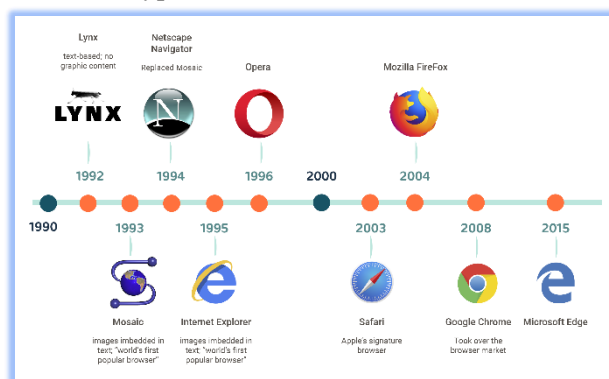 Lynx
text-based; no
graphic content
LYNX
Netscape
Navigator
Replaced Mosaic
N
Opera
Mozilla FireFox
1992
1994
1996
2000
2004
1990
1993
1995
2003
2008
2015
Mosaic
images imbedded in
text; "world's first
popular browser"
Internet Explorer
images imbedded in
text; "world's first
popular browser"
Safari
Apple's signature
browser
Google Chrome
Took over the
browser market
Microsoft Edge